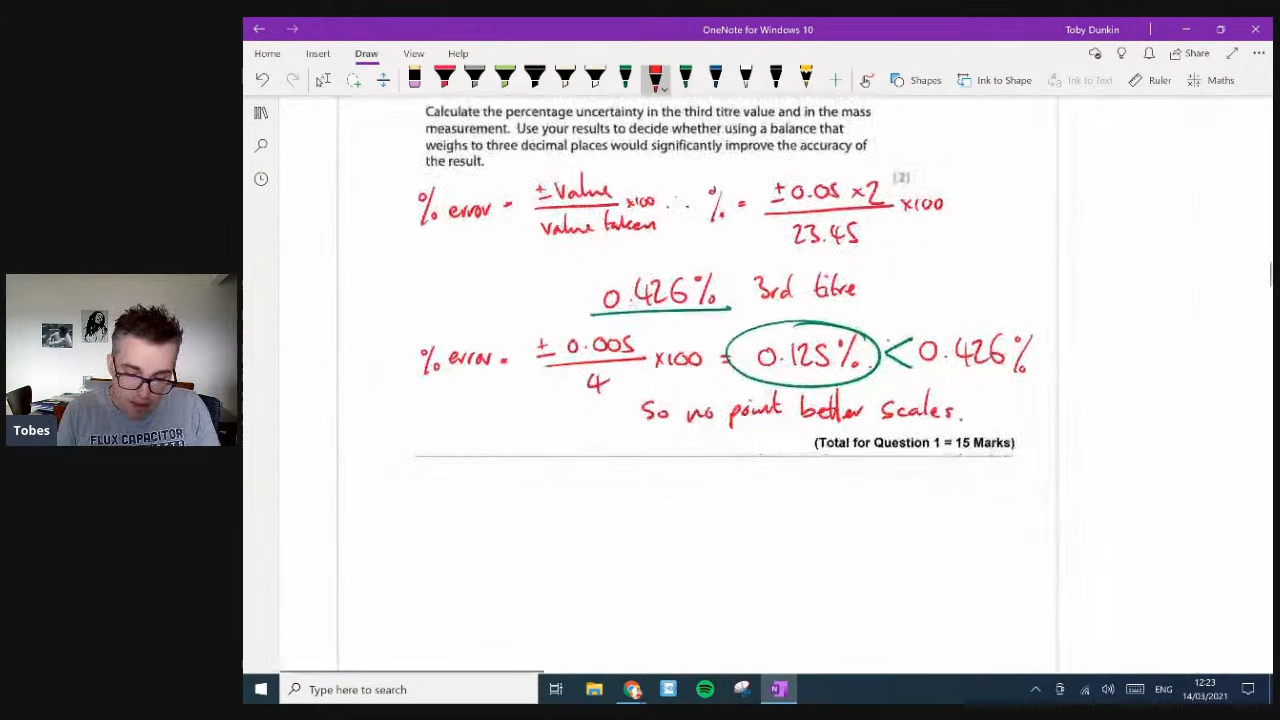 OneNote for Windows 10
Toby Dunkin
Home Insert Draw View Help
Share
Shapes
Ink to Shape
Ink to Text
Ruler
Maths
Calculate the percentage uncertainty in the third titre value and in the mass
measurement. Use your results to decide whether using a balance that
weighs to three decimal places would significantly improve the accuracy of
the result.
(2)
% error = ± value / value taken ×100 ∴ % = ± 0.05 ×2 / 23.45 ×100
0.426% 3rd titre
% error = ± 0.005 / 4 ×100 = 0.125% < 0.426%
So no point better scales.
(Total for Question 1 = 15 Marks)
Tobes
FLUX CAPACITOR
Type here to search
ENG
12:23
14/03/2021